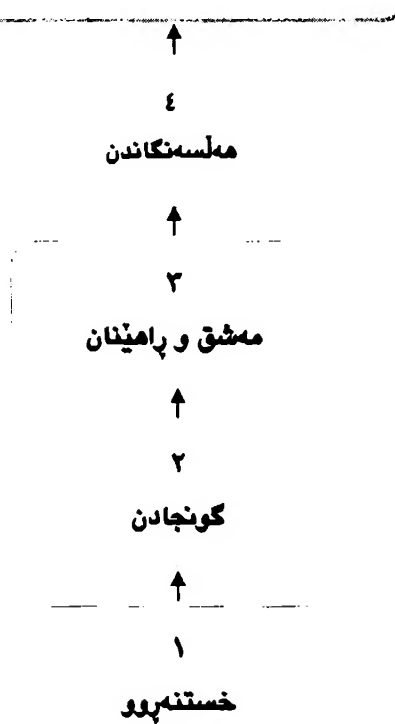 ٤
هەڵسەنگاندن
٣
مەشق و ڕاهێنان
٢
گونجادن
١
خستنەڕوو